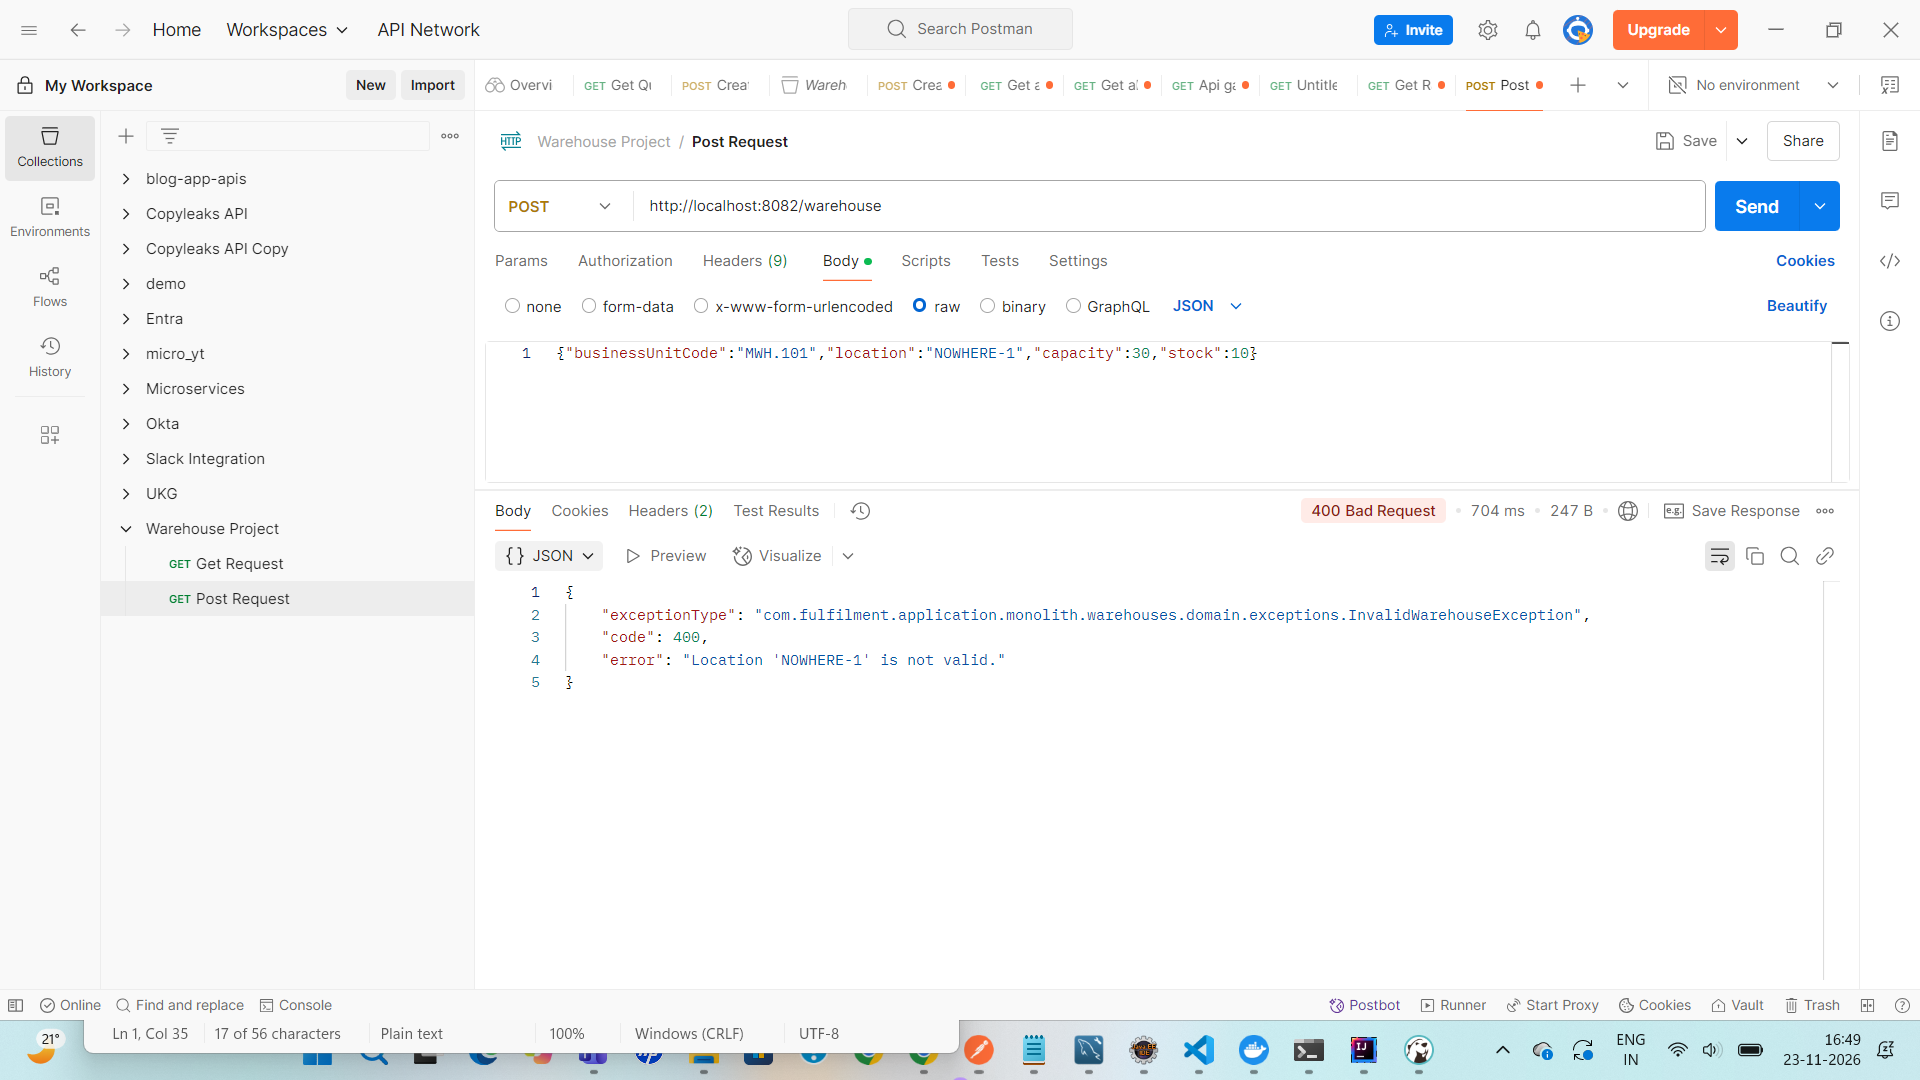 Home
Workspaces
API Network
Search Postman
Invite
Upgrade
My Workspace
New
Import
Overvi
GET Get Qu
POST Creat
Wareh
POST Crea
GET Get a
GET Get al
GET Api ga
GET Untitle
GET Get R
POST Post
No environment
Collections
Environments
Flows
History
blog-app-apis
Copyleaks API
Copyleaks API Copy
demo
Entra
micro_yt
Microservices
Okta
Slack Integration
UKG
Warehouse Project
GET Get Request
GET Post Request
HTTP
Warehouse Project / Post Request
Save
Share
POST
http://localhost:8082/warehouse
Send
Params
Authorization
Headers (9)
Body
Scripts
Tests
Settings
Cookies
none
form-data
x-www-form-urlencoded
raw
binary
GraphQL
JSON
Beautify
1 {"businessUnitCode":"MWH.101","location":"NOWHERE-1","capacity":30,"stock":10}
Body
Cookies
Headers (2)
Test Results
400 Bad Request
704 ms
247 B
e.g.
Save Response
{} JSON
Preview
Visualize
1 {
2 "exceptionType": "com.fulfilment.application.monolith.warehouses.domain.exceptions.InvalidWarehouseException",
3 "code": 400,
4 "error": "Location 'NOWHERE-1' is not valid."
5 }
Online
Find and replace
Console
Postbot
Runner
Start Proxy
Cookies
Vault
Trash
21°
Ln 1, Col 35
17 of 56 characters
Plain text
100%
Windows (CRLF)
UTF-8
ENG
IN
16:49
23-11-2026